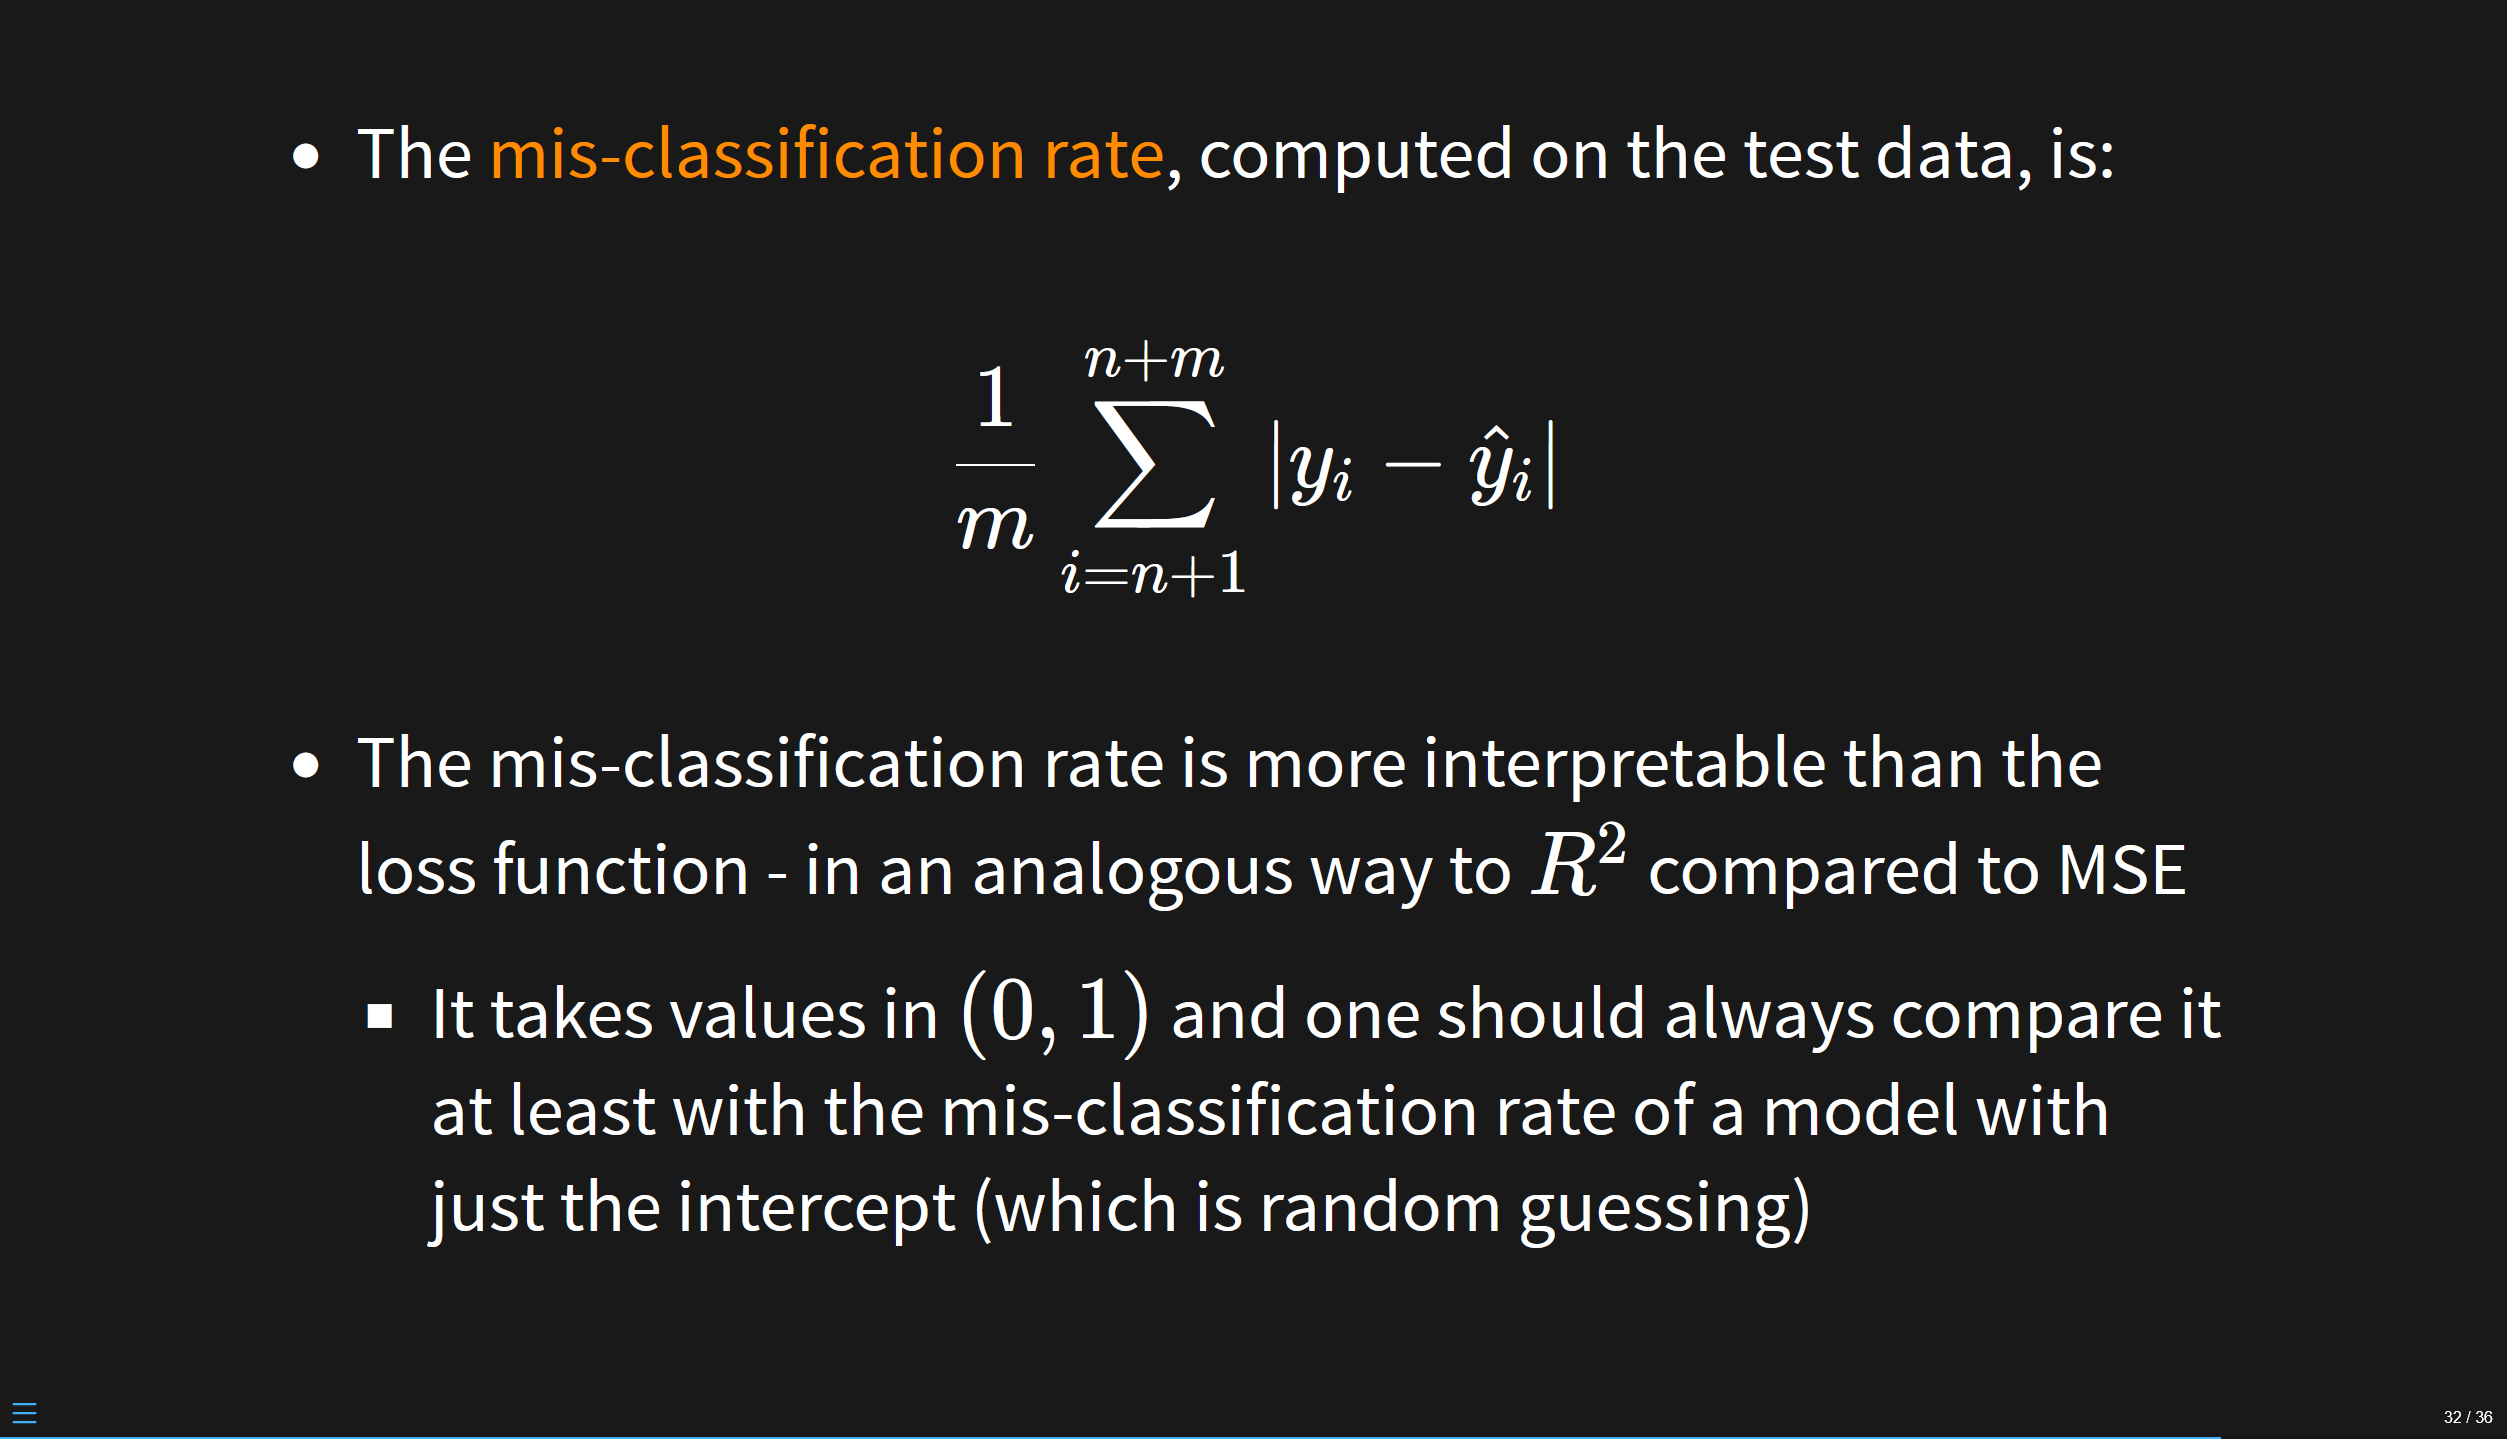 • The mis-classification rate, computed on the test data, is:
$$\frac{1}{m} \sum_{i=n+1}^{n+m} |y_i - \hat{y}_i|$$
• The mis-classification rate is more interpretable than the
loss function - in an analogous way to $R^2$ compared to MSE
▪ It takes values in $(0, 1)$ and one should always compare it
at least with the mis-classification rate of a model with
just the intercept (which is random guessing)
32 / 36